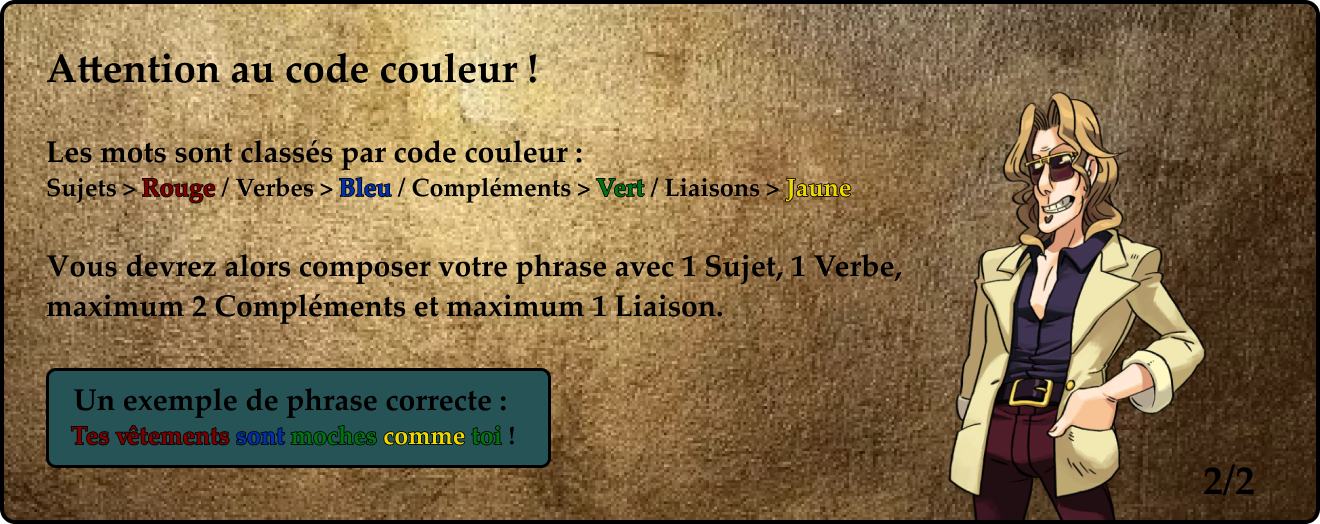 Attention au code couleur !
Les mots sont classés par code couleur :
Sujets > Rouge / Verbes > Bleu / Compléments > Vert / Liaisons > Jaune
Vous devrez alors composer votre phrase avec 1 Sujet, 1 Verbe,
maximum 2 Compléments et maximum 1 Liaison.
Un exemple de phrase correcte :
Tes vêtements sont moches comme toi !
2/2